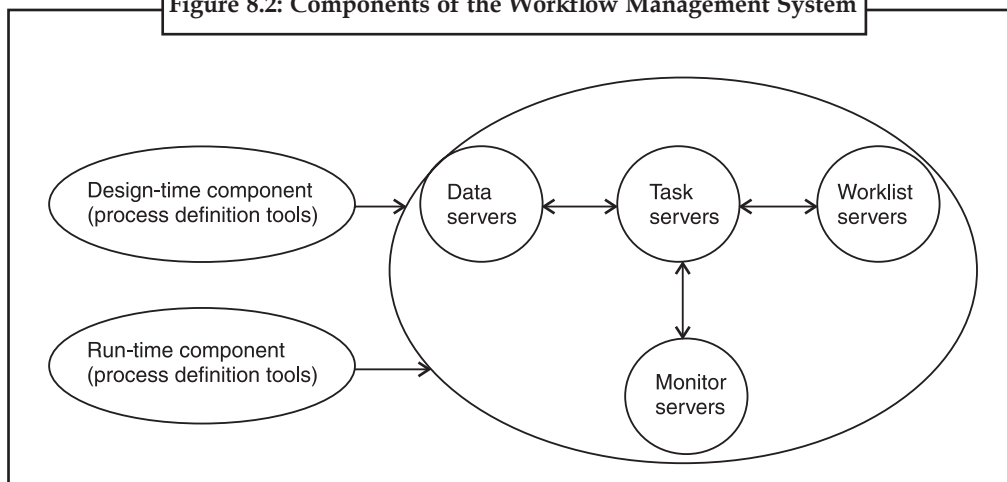 Figure 8.2: Components of the Workflow Management System
Design-time component
(process definition tools)
Data
servers
Task
servers
Worklist
servers
Run-time component
(process definition tools)
Monitor
servers